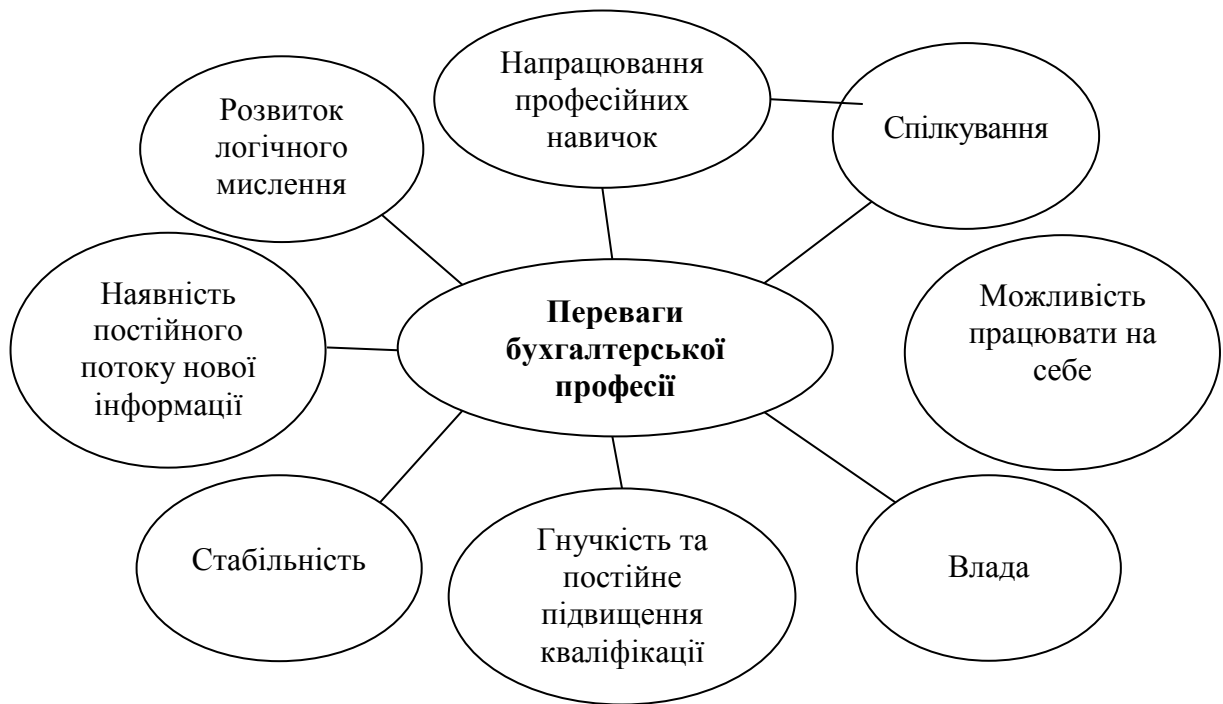 Напрацювання
професійних
навичок
Розвиток
логічного
мислення
Спілкування
Наявність
постійного
потоку нової
інформації
Переваги
бухгалтерської
професії
Можливість
працювати на
себе
Стабільність
Гнучкість та
постійне
підвищення
кваліфікації
Влада